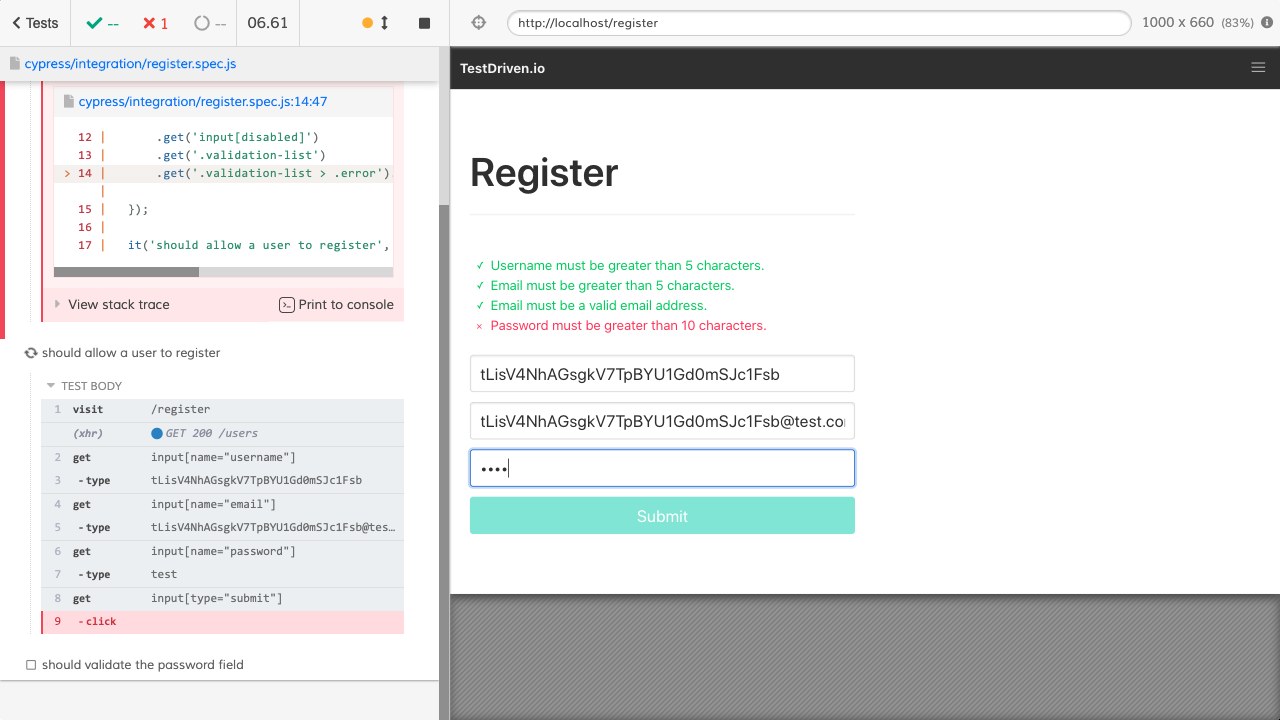 Tests
--
1
--
06.61
http://localhost/register
1000 x 660 (83%)
cypress/integration/register.spec.js
TestDriven.io
cypress/integration/register.spec.js:14:47
12 | .get('input[disabled]')
13 | .get('.validation-list')
> 14 | .get('.validation-list > .error')
|
15 | });
16 |
17 | it('should allow a user to register',
View stack trace
Print to console
should allow a user to register
TEST BODY
1 visit /register
(xhr) GET 200 /users
2 get input[name="username"]
3 -type tLisV4NhAGsgkV7TpBYU1Gd0mSJc1Fsb
4 get input[name="email"]
5 -type tLisV4NhAGsgkV7TpBYU1Gd0mSJc1Fsb@tes…
6 get input[name="password"]
7 -type test
8 get input[type="submit"]
9 -click
should validate the password field
Register
✓ Username must be greater than 5 characters.
✓ Email must be greater than 5 characters.
✓ Email must be a valid email address.
× Password must be greater than 10 characters.
tLisV4NhAGsgkV7TpBYU1Gd0mSJc1Fsb
tLisV4NhAGsgkV7TpBYU1Gd0mSJc1Fsb@test.co
••••
Submit